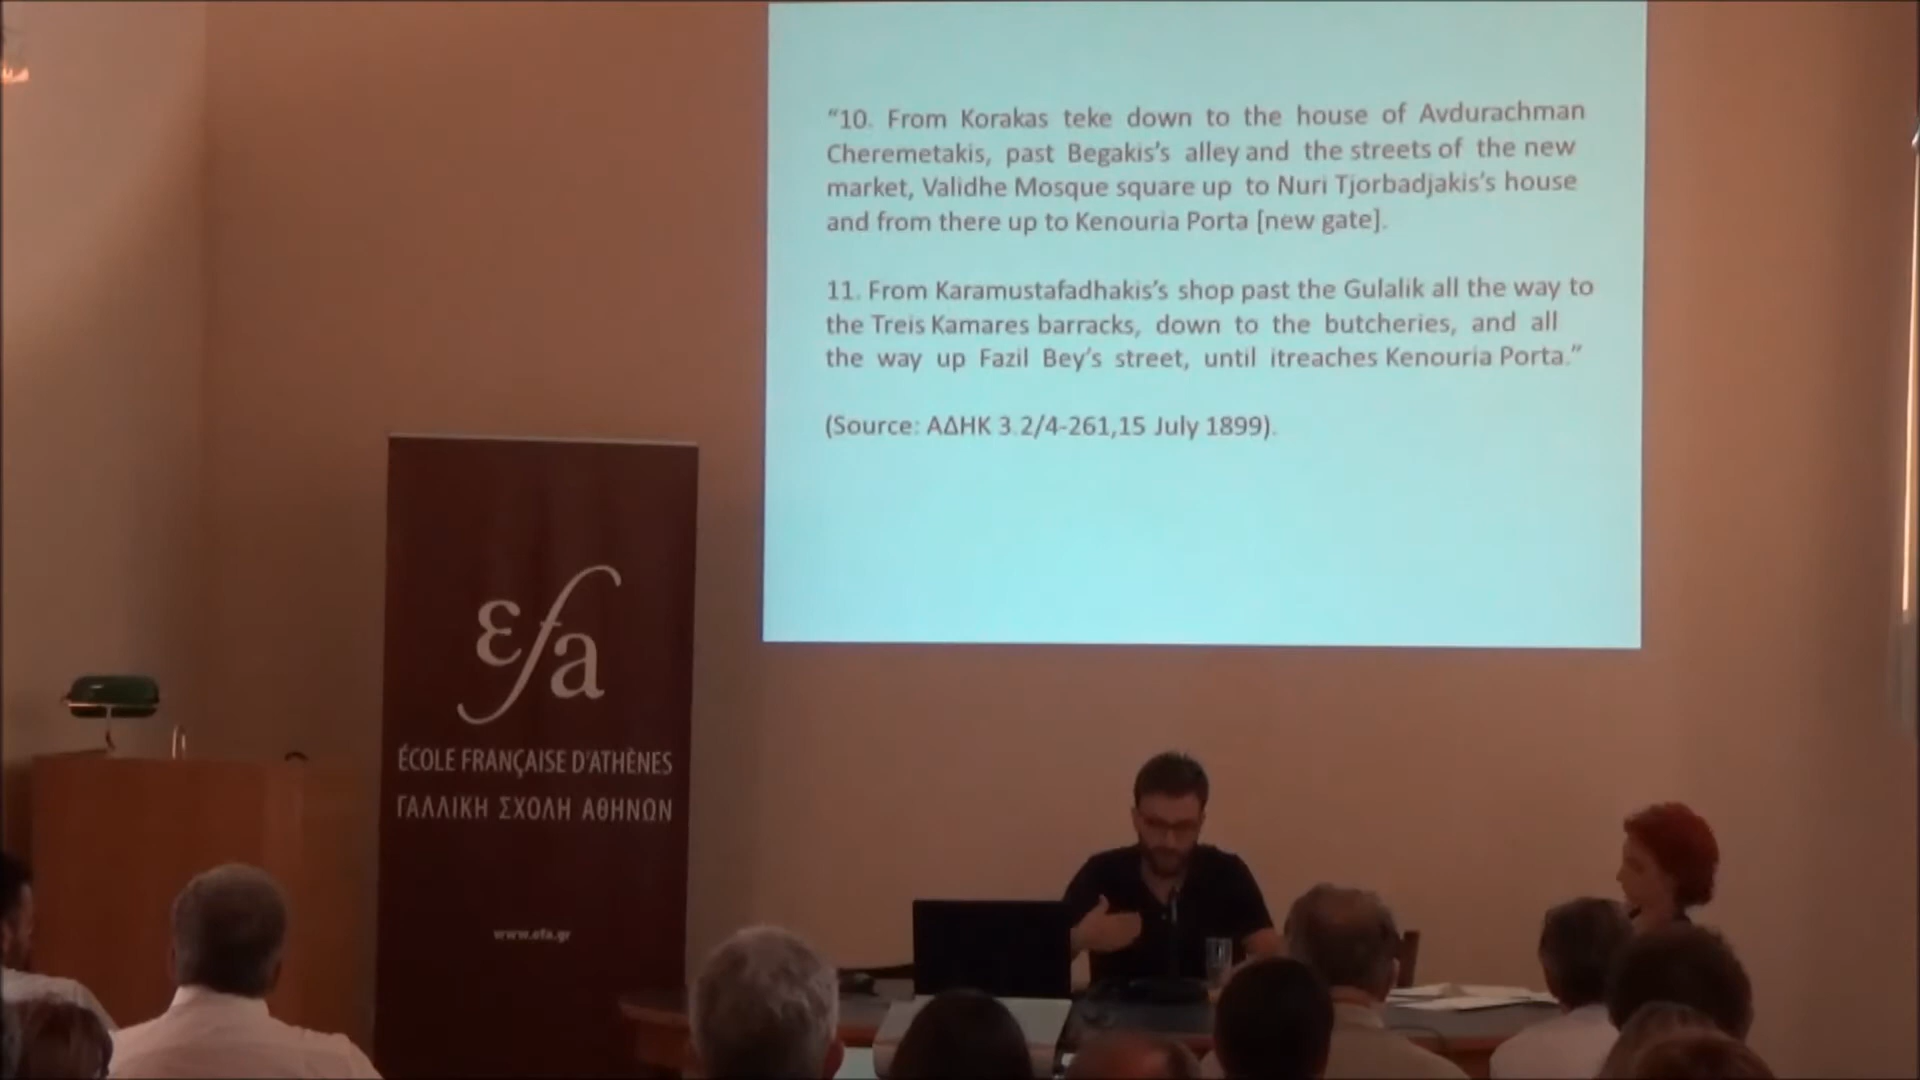 “10. From Korakas teke down to the house of Avdurachman
Cheremetakis, past Begakis’s alley and the streets of the new
market, Validhe Mosque square up to Nuri Tjorbadjakis’s house
and from there up to Kenouria Porta [new gate].
11. From Karamustafadhakis’s shop past the Gulalik all the way to
the Treis Kamares barracks, down to the butcheries, and all
the way up Fazil Bey’s street, until itreaches Kenouria Porta.”
(Source: ΑΔΗΚ 3.2/4-261,15 July 1899).
εfa
ÉCOLE FRANÇAISE D'ATHÈNES
ΓΑΛΛΙΚΗ ΣΧΟΛΗ ΑΘΗΝΩΝ
www.efa.gr